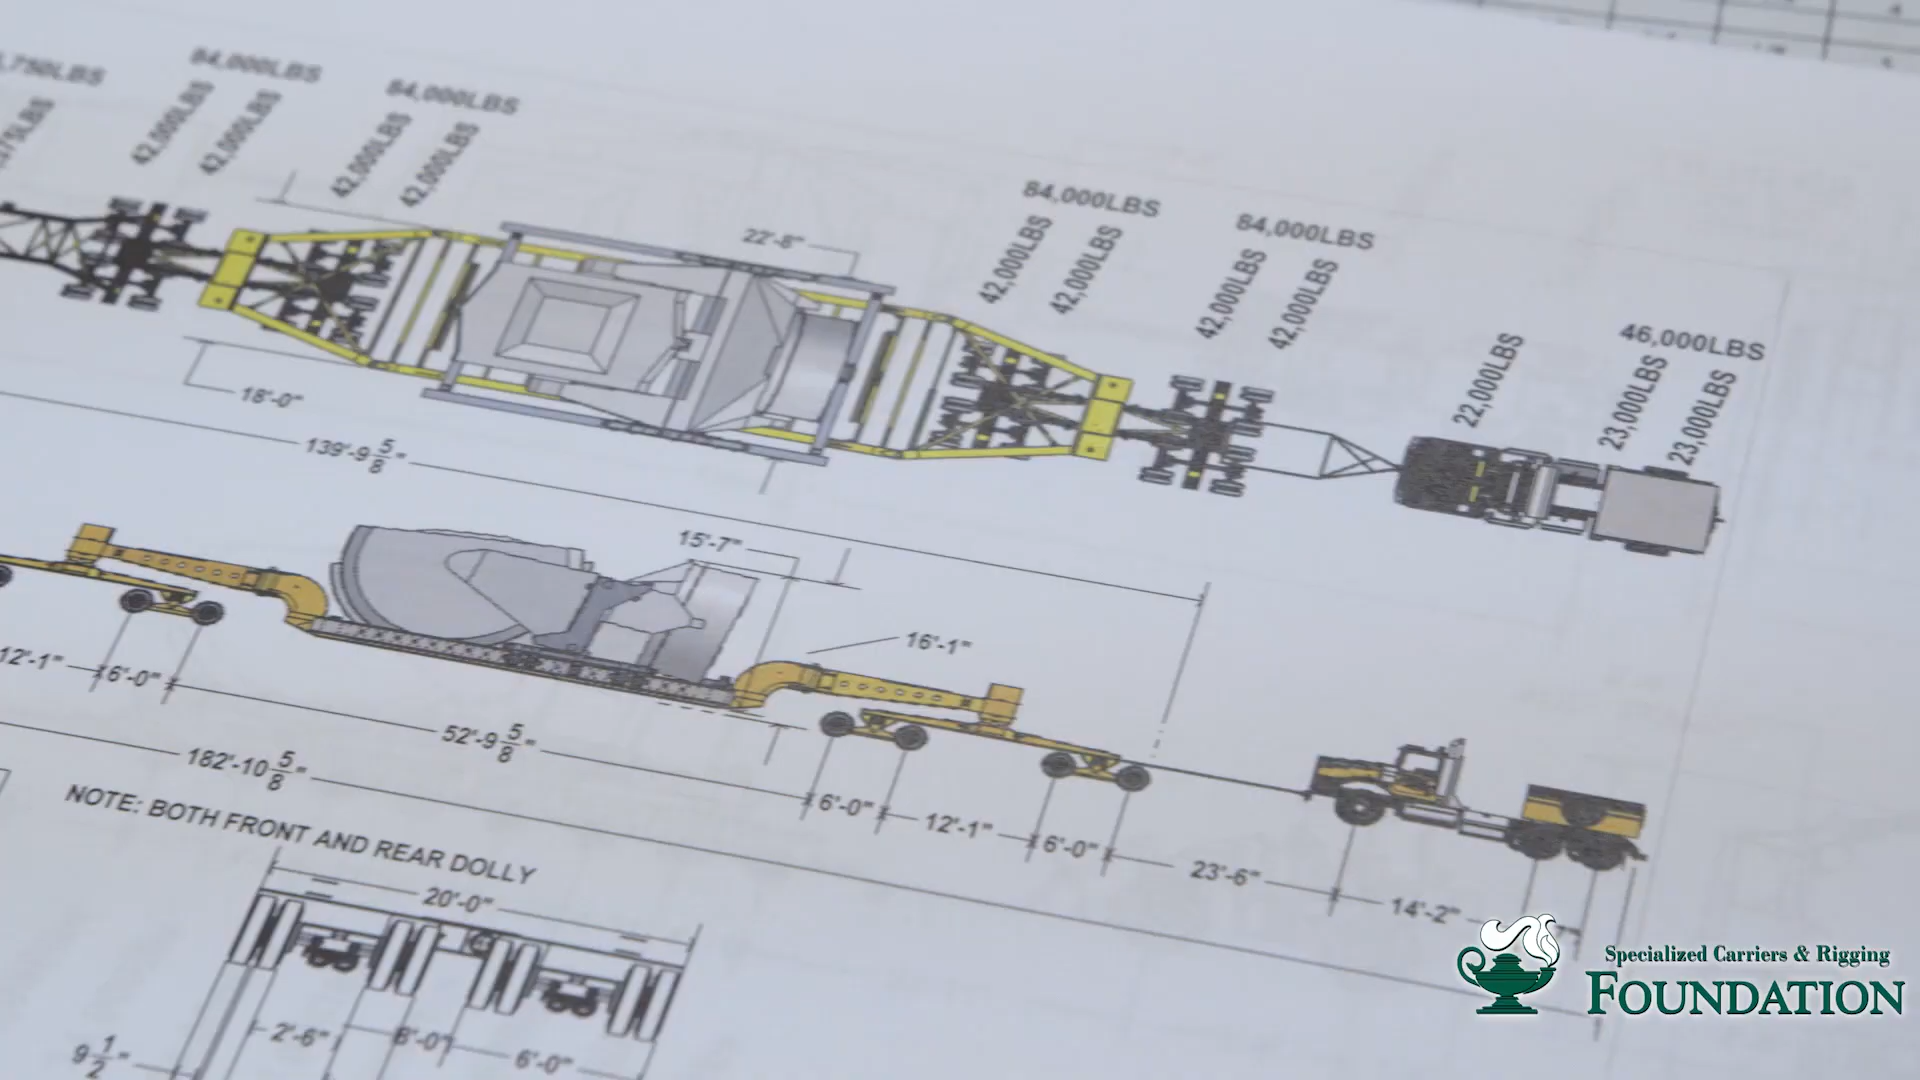 84,000LBS
42,000LBS
42,000LBS
84,000LBS
42,000LBS
42,000LBS
84,000LBS
42,000LBS
42,000LBS
84,000LBS
42,000LBS
42,000LBS
22,000LBS
46,000LBS
23,000LBS
23,000LBS
22'-8"
18'-0"
139'-9 5/8"
15'-7"
16'-1"
12'-1"
6'-0"
52'-9 5/8"
6'-0"
12'-1"
6'-0"
23'-6"
14'-2"
182'-10 5/8"
NOTE: BOTH FRONT AND REAR DOLLY
20'-0"
2'-6"
6'-0"
9 1/2"
Specialized Carriers & Rigging
FOUNDATION